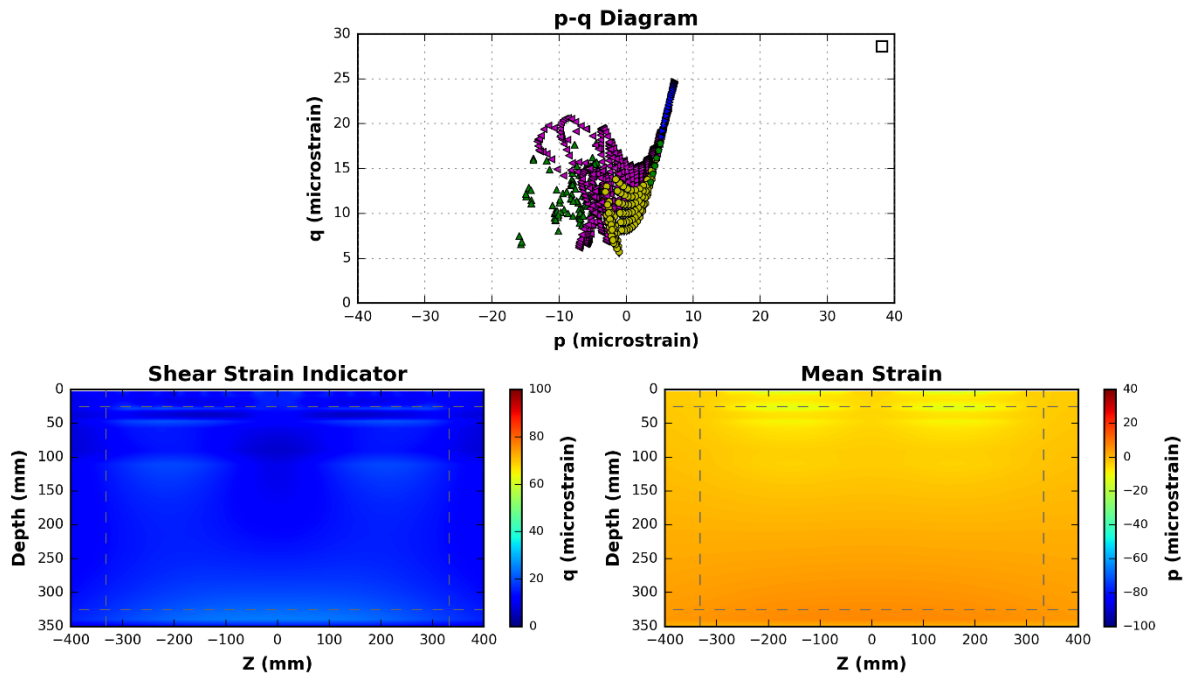 p-q Diagram
30
25
20
15
10
5
0
q (microstrain)
−40 −30 −20 −10 0 10 20 30 40
p (microstrain)
Shear Strain Indicator
0
50
100
150
200
250
300
350
Depth (mm)
−400 −300 −200 −100 0 100 200 300 400
Z (mm)
100
80
60
40
20
0
q (microstrain)
Mean Strain
0
50
100
150
200
250
300
350
Depth (mm)
−400 −300 −200 −100 0 100 200 300 400
Z (mm)
40
20
0
−20
−40
−60
−80
−100
p (microstrain)